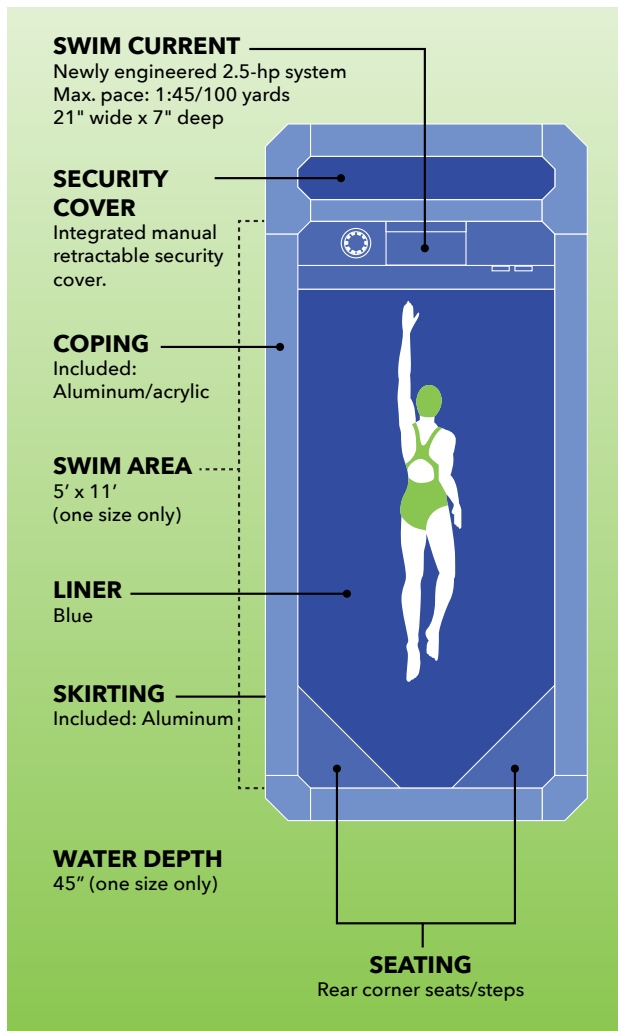 SWIM CURRENT
Newly engineered 2.5-hp system
Max. pace: 1:45/100 yards
21" wide x 7" deep
SECURITY
COVER
Integrated manual
retractable security
cover.
COPING
Included:
Aluminum/acrylic
SWIM AREA
5′ x 11′
(one size only)
LINER
Blue
SKIRTING
Included: Aluminum
WATER DEPTH
45” (one size only)
SEATING
Rear corner seats/steps